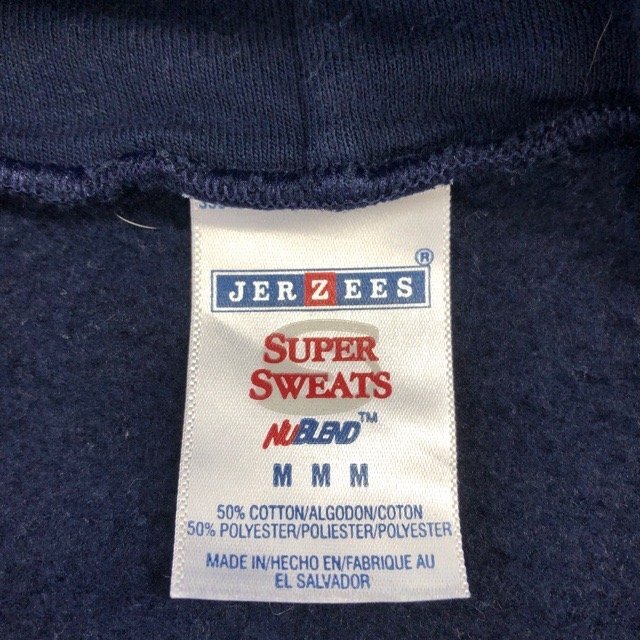 JERZEES®
SUPER
SWEATS
NUBLEND™
M M M
50% COTTON/ALGODON/COTON
50% POLYESTER/POLIESTER/POLYESTER
MADE IN/HECHO EN/FABRIQUE AU
EL SALVADOR